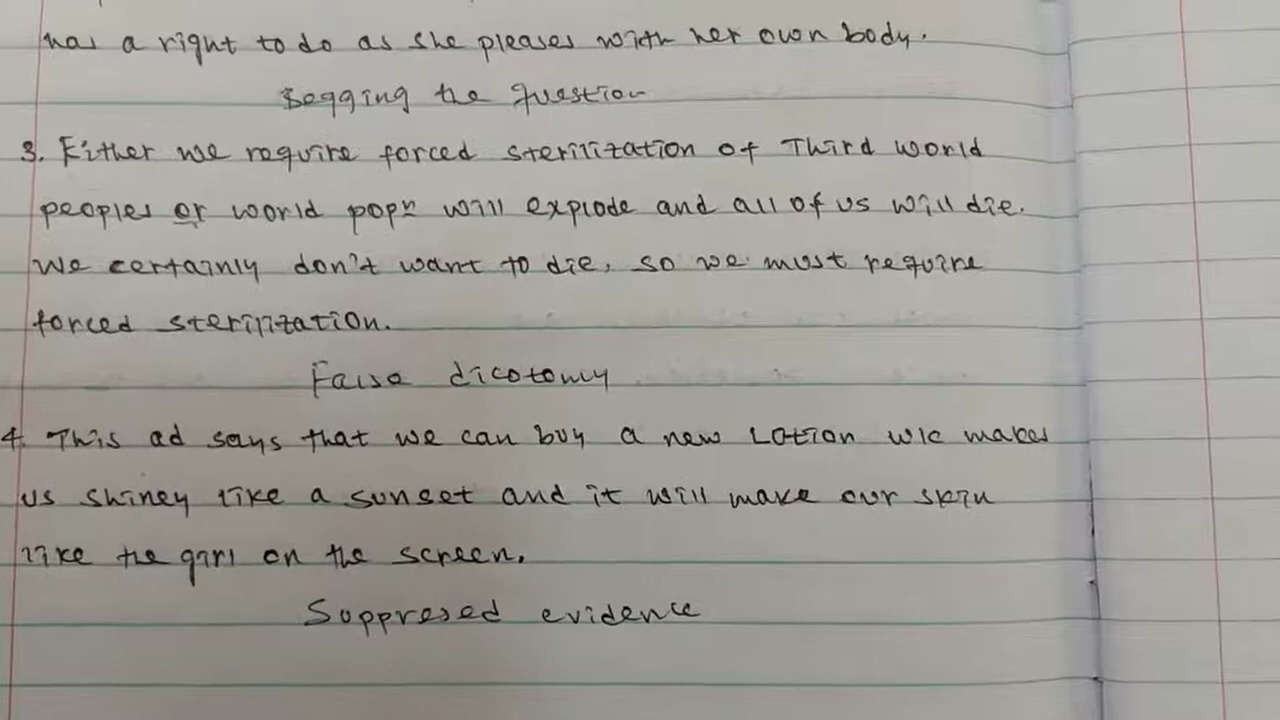 has a right to do as she pleases with her own body.
Begging the question
3. Either we require forced sterilization of Third world
peoples or world popn will explode and all of us will die.
We certainly don't want to die, so we must require
forced sterilization.
False dicotomy
4. This ad says that we can buy a new Lotion wic makes
us shiney like a sunset and it will make our skin
like the girl on the screen.
Suppresed evidence